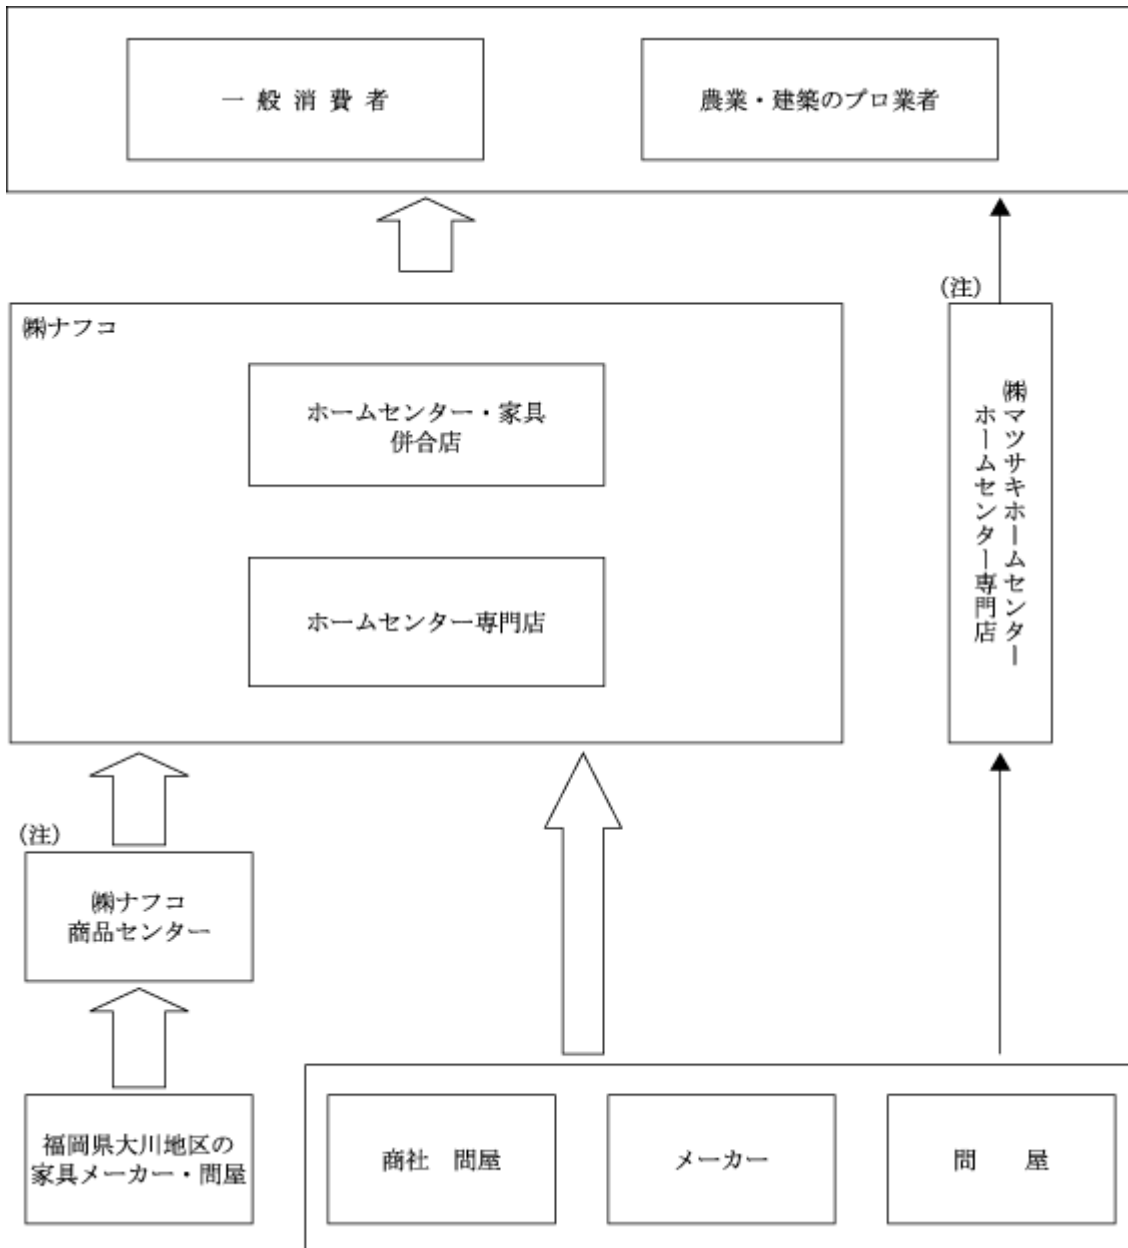 一般消費者
農業・建築のプロ業者
(注)
㈱ナフコ
ホームセンター・家具
併合店
ホームセンター専門店
㈱マツサキホームセンター
ホームセンター専門店
(注)
㈱ナフコ
商品センター
福岡県大川地区の
家具メーカー・問屋
商社 問屋
メーカー
問 屋